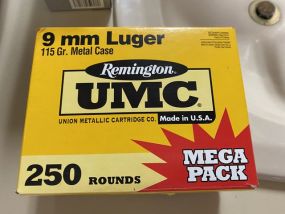 9 mm Luger
115 Gr. Metal Case
Remington®
UMC®
UNION METALLIC CARTRIDGE CO. Made in U.S.A.
250 ROUNDS
MEGA
PACK